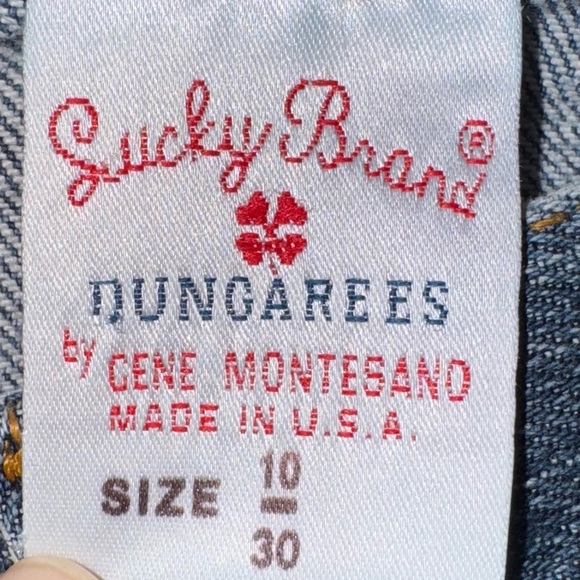 Lucky Brand®
DUNGAREES
by GENE MONTESANO
MADE IN U.S.A.
SIZE 10
30